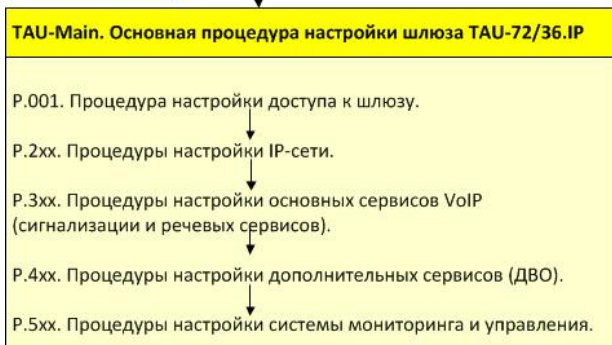 TAU-Main. Основная процедура настройки шлюза TAU-72/36.IP
P.001. Процедура настройки доступа к шлюзу.
P.2xx. Процедуры настройки IP-сети.
P.3xx. Процедуры настройки основных сервисов VoIP
(сигнализации и речевых сервисов).
P.4xx. Процедуры настройки дополнительных сервисов (ДВО).
P.5xx. Процедуры настройки системы мониторинга и управления.